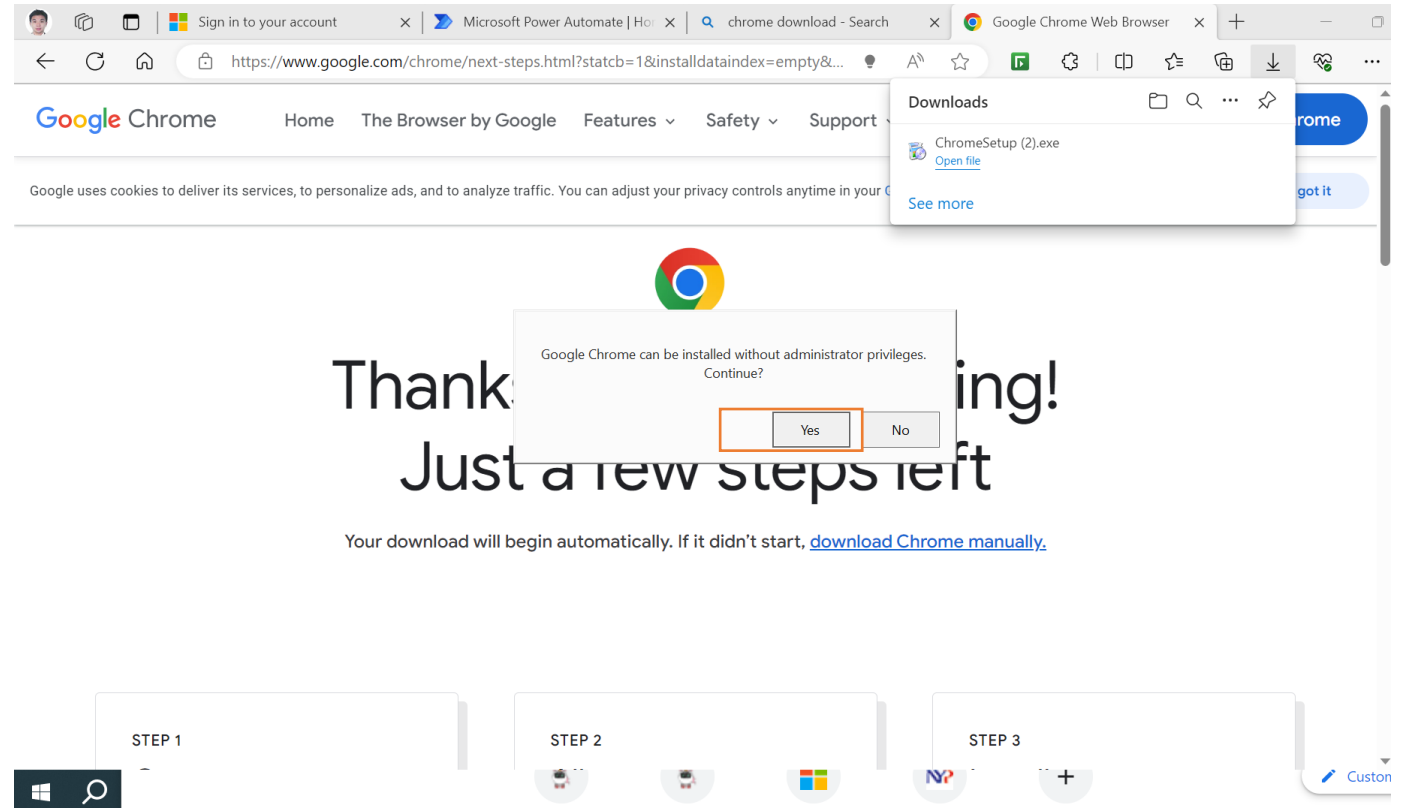 Sign in to your account
Microsoft Power Automate | Ho
chrome download - Search
Google Chrome Web Browser
https://www.google.com/chrome/next-steps.html?statcb=1&installdataindex=empty&...
Google Chrome
Home
The Browser by Google
Features
Safety
Support
rome
Downloads
ChromeSetup (2).exe
Open file
See more
Google uses cookies to deliver its services, to personalize ads, and to analyze traffic. You can adjust your privacy controls anytime in your G
got it
Google Chrome can be installed without administrator privileges.
Continue?
Yes
No
Thank ing!
Just a few steps left
Your download will begin automatically. If it didn't start, download Chrome manually.
STEP 1
STEP 2
STEP 3
NYP
Custom